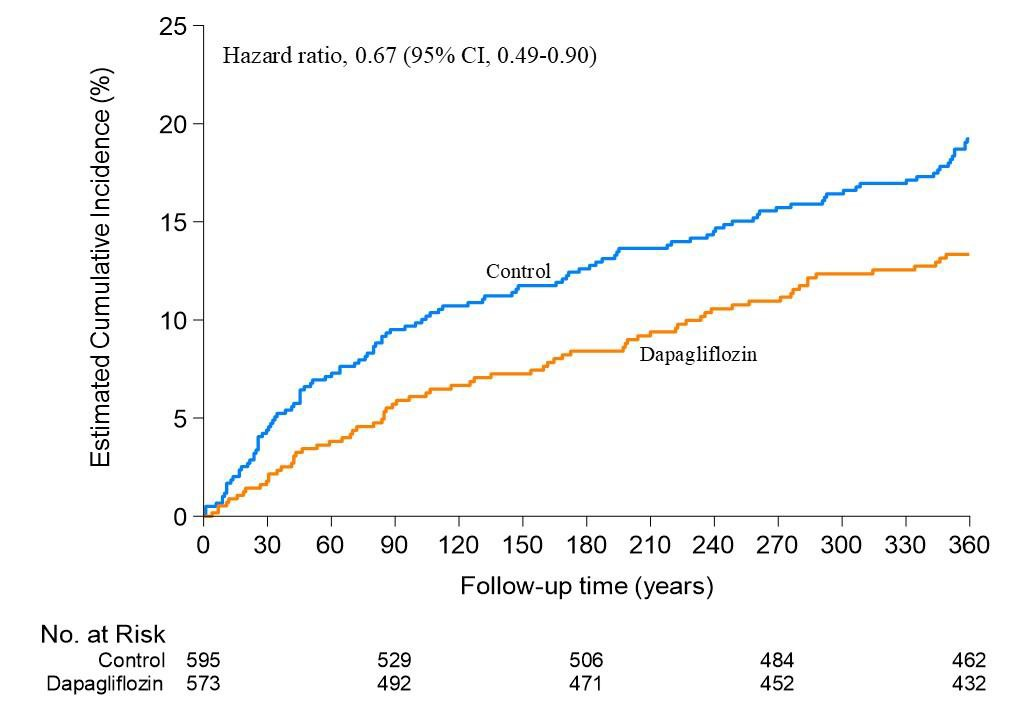 25
Hazard ratio, 0.67 (95% CI, 0.49-0.90)
20
15
10
5
0
Estimated Cumulative Incidence (%)
Control
Dapagliflozin
0 30 60 90 120 150 180 210 240 270 300 330 360
Follow-up time (years)
No. at Risk
Control 595 529 506 484 462
Dapagliflozin 573 492 471 452 432